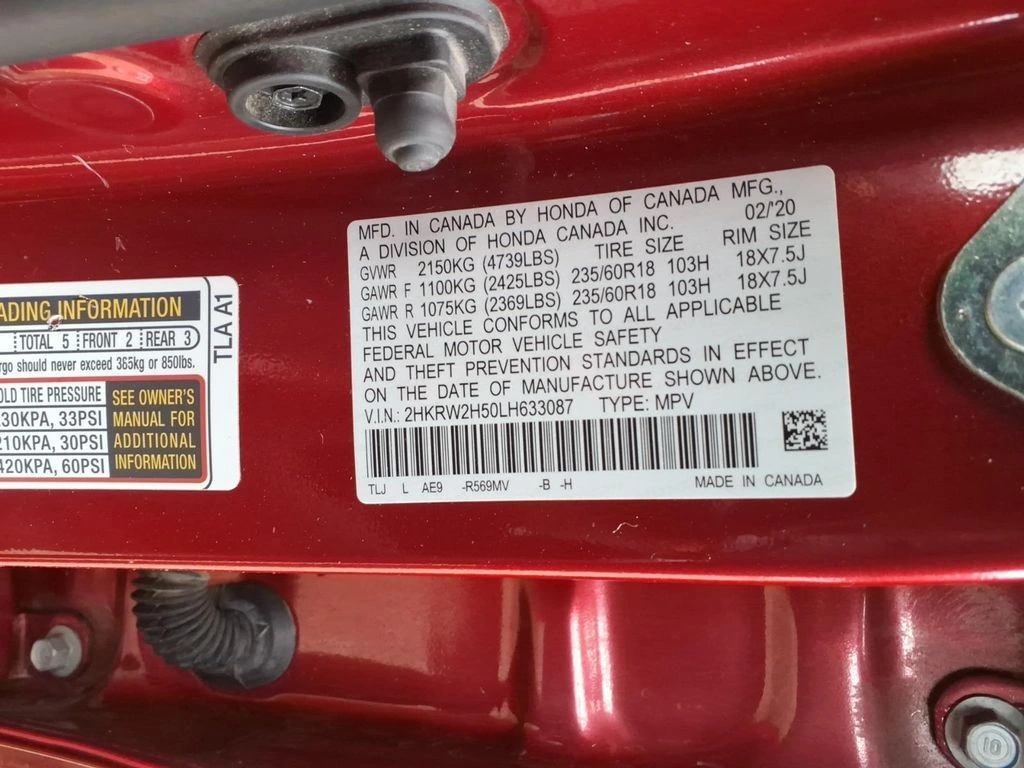 MFD. IN CANADA BY HONDA OF CANADA MFG.,
A DIVISION OF HONDA CANADA INC. 02/'20
GVWR 2150KG (4739LBS) TIRE SIZE RIM SIZE
GAWR F 1100KG (2425LBS) 235/60R18 103H 18X7.5J
GAWR R 1075KG (2369LBS) 235/60R18 103H 18X7.5J
THIS VEHICLE CONFORMS TO ALL APPLICABLE
FEDERAL MOTOR VEHICLE SAFETY
AND THEFT PREVENTION STANDARDS IN EFFECT
ON THE DATE OF MANUFACTURE SHOWN ABOVE.
V.I.N.: 2HKRW2H50LH633087 TYPE: MPV
TLJ L AE9 -R569MV -B -H MADE IN CANADA
ADING INFORMATION
TOTAL 5 FRONT 2 REAR 3
rgo should never exceed 365kg or 850lbs.
OLD TIRE PRESSURE
230KPA, 33PSI
210KPA, 30PSI
420KPA, 60PSI
SEE OWNER'S
MANUAL FOR
ADDITIONAL
INFORMATION
TLA A1
10